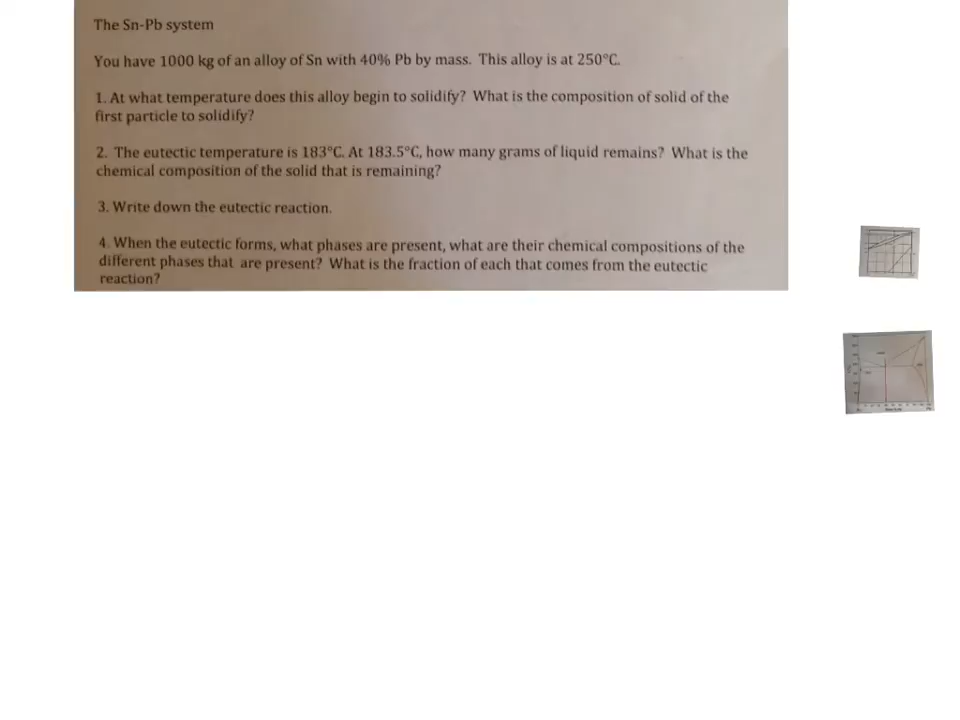 The Sn-Pb system
You have 1000 kg of an alloy of Sn with 40% Pb by mass. This alloy is at 250°C.
1. At what temperature does this alloy begin to solidify? What is the composition of solid of the
first particle to solidify?
2. The eutectic temperature is 183°C. At 183.5°C, how many grams of liquid remains? What is the
chemical composition of the solid that is remaining?
3. Write down the eutectic reaction.
4. When the eutectic forms, what phases are present, what are their chemical compositions of the
different phases that are present? What is the fraction of each that comes from the eutectic
reaction?